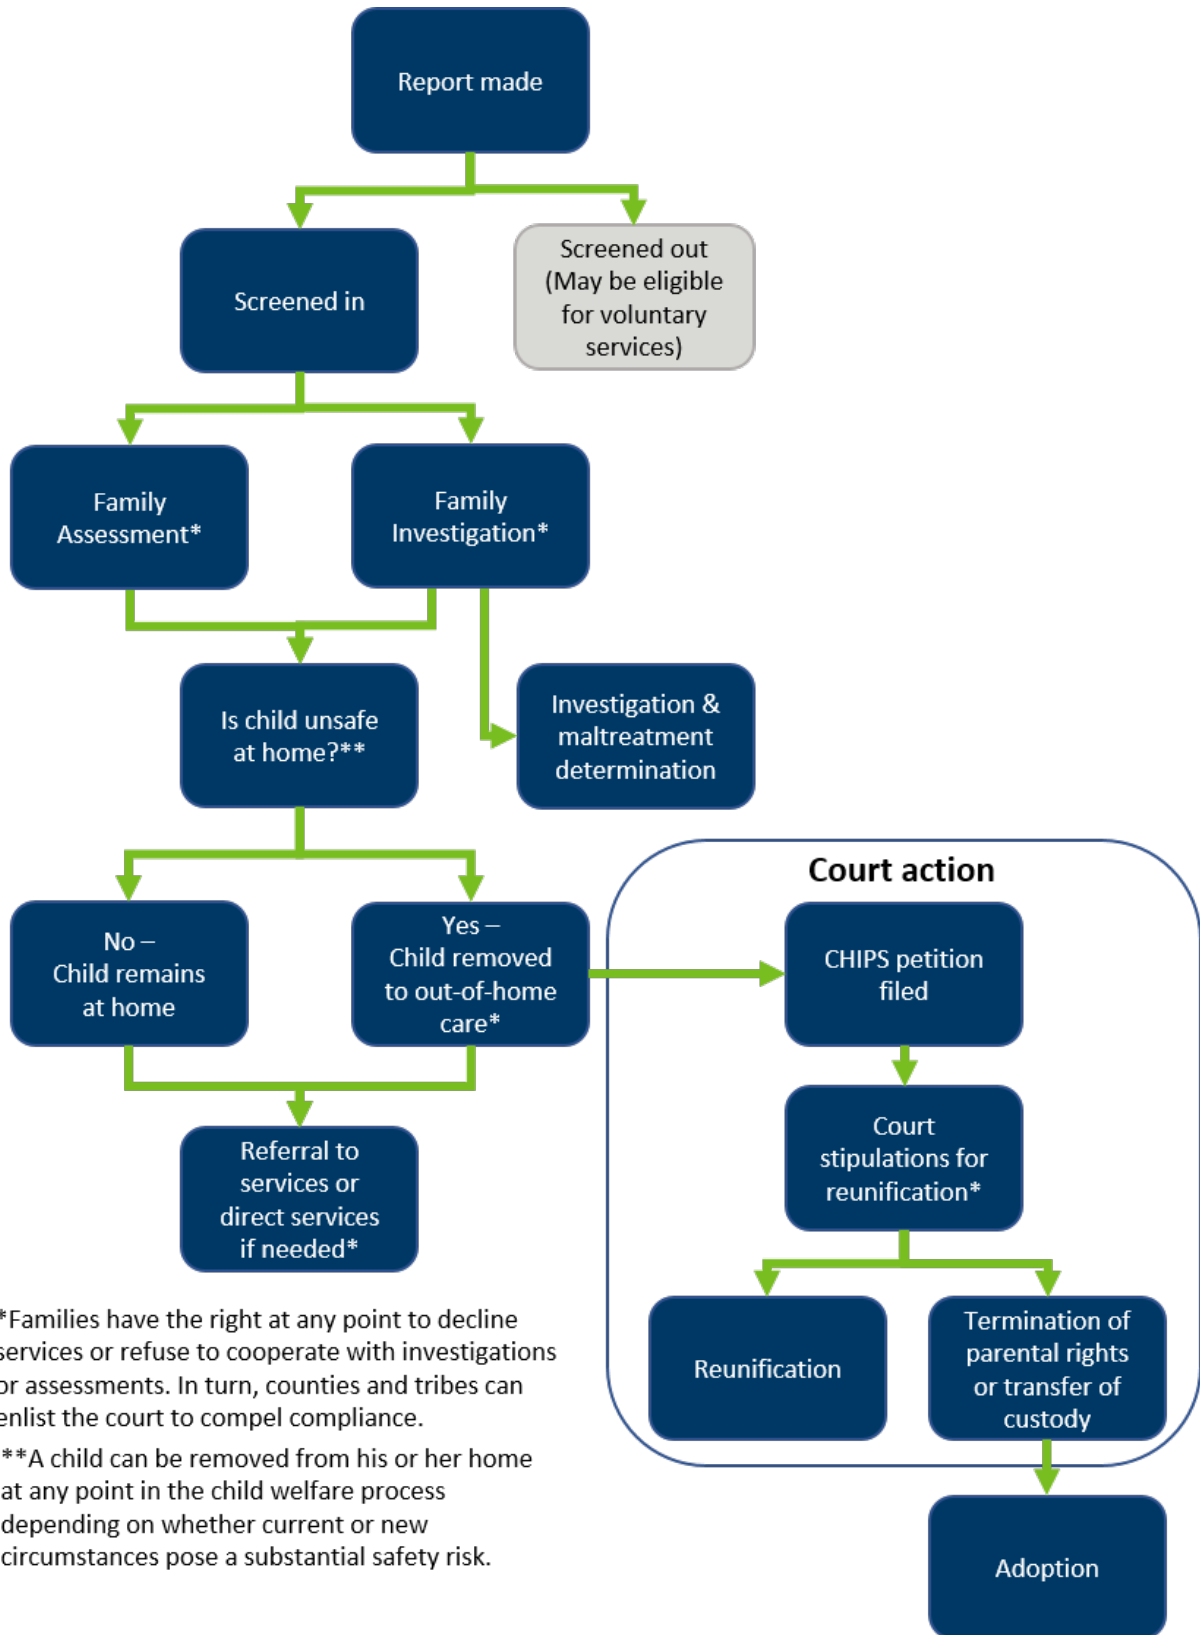 Report made
Screened in
Screened out
(May be eligible
for voluntary
services)
Family
Assessment*
Family
Investigation*
Is child unsafe
at home?**
Investigation &
maltreatment
determination
No –
Child remains
at home
Yes –
Child removed
to out-of-home
care*
Referral to
services or
direct services
if needed*
Court action
CHIPS petition
filed
Court
stipulations for
reunification*
Reunification
Termination of
parental rights
or transfer of
custody
Adoption
*Families have the right at any point to decline
services or refuse to cooperate with investigations
or assessments. In turn, counties and tribes can
enlist the court to compel compliance.
**A child can be removed from his or her home
at any point in the child welfare process
depending on whether current or new
circumstances pose a substantial safety risk.